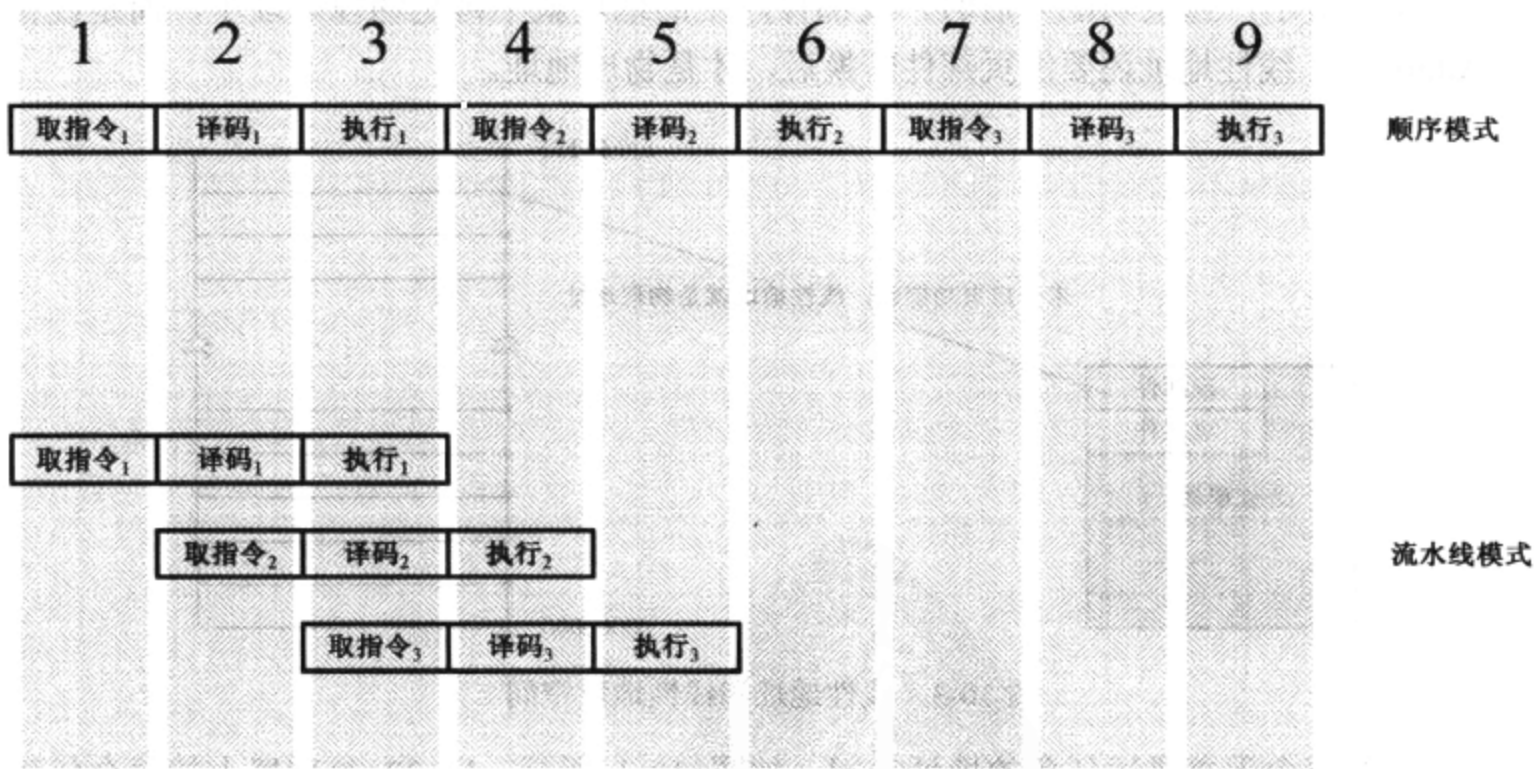 1 2 3 4 5 6 7 8 9
取指令₁ 译码₁ 执行₁ 取指令₂ 译码₂ 执行₂ 取指令₃ 译码₃ 执行₃ 顺序模式
取指令₁ 译码₁ 执行₁
取指令₂ 译码₂ 执行₂ 流水线模式
取指令₃ 译码₃ 执行₃